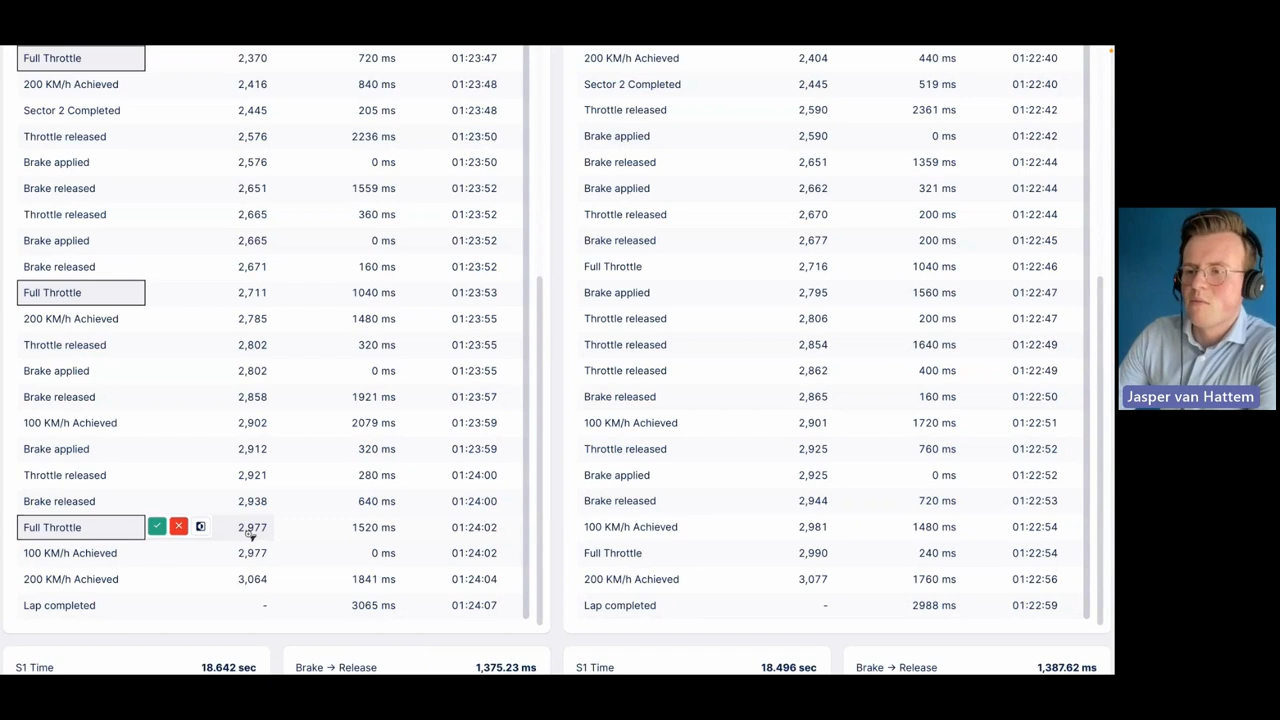 Full Throttle 2,370 720 ms 01:23:47
200 KM/h Achieved 2,416 840 ms 01:23:48
Sector 2 Completed 2,445 205 ms 01:23:48
Throttle released 2,576 2236 ms 01:23:50
Brake applied 2,576 0 ms 01:23:50
Brake released 2,651 1559 ms 01:23:52
Throttle released 2,665 360 ms 01:23:52
Brake applied 2,665 0 ms 01:23:52
Brake released 2,671 160 ms 01:23:52
Full Throttle 2,711 1040 ms 01:23:53
200 KM/h Achieved 2,785 1480 ms 01:23:55
Throttle released 2,802 320 ms 01:23:55
Brake applied 2,802 0 ms 01:23:55
Brake released 2,858 1921 ms 01:23:57
100 KM/h Achieved 2,902 2079 ms 01:23:59
Brake applied 2,912 320 ms 01:23:59
Throttle released 2,921 280 ms 01:24:00
Brake released 2,938 640 ms 01:24:00
Full Throttle 2,977 1520 ms 01:24:02
100 KM/h Achieved 2,977 0 ms 01:24:02
200 KM/h Achieved 3,064 1841 ms 01:24:04
Lap completed - 3065 ms 01:24:07
200 KM/h Achieved 2,404 440 ms 01:22:40
Sector 2 Completed 2,445 519 ms 01:22:40
Throttle released 2,590 2361 ms 01:22:42
Brake applied 2,590 0 ms 01:22:42
Brake released 2,651 1359 ms 01:22:44
Brake applied 2,662 321 ms 01:22:44
Throttle released 2,670 200 ms 01:22:44
Brake released 2,677 200 ms 01:22:45
Full Throttle 2,716 1040 ms 01:22:46
Brake applied 2,795 1560 ms 01:22:47
Throttle released 2,806 200 ms 01:22:47
Throttle released 2,854 1640 ms 01:22:49
Throttle released 2,862 400 ms 01:22:49
Brake released 2,865 160 ms 01:22:50
100 KM/h Achieved 2,901 1720 ms 01:22:51
Throttle released 2,925 760 ms 01:22:52
Brake applied 2,925 0 ms 01:22:52
Brake released 2,944 720 ms 01:22:53
100 KM/h Achieved 2,981 1480 ms 01:22:54
Full Throttle 2,990 240 ms 01:22:54
200 KM/h Achieved 3,077 1760 ms 01:22:56
Lap completed - 2988 ms 01:22:59
S1 Time 18.642 sec
Brake → Release 1,375.23 ms
S1 Time 18.496 sec
Brake → Release 1,387.62 ms
Jasper van Hattem